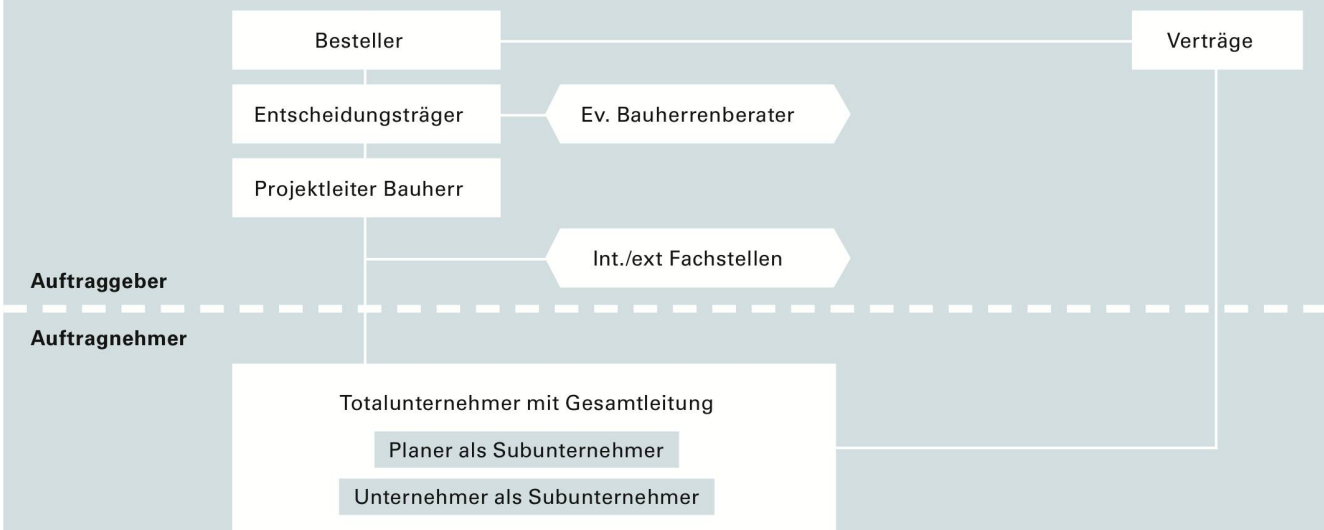 Besteller
Verträge
Entscheidungsträger
Ev. Bauherrenberater
Projektleiter Bauherr
Int./ext Fachstellen
Auftraggeber
Auftragnehmer
Totalunternehmer mit Gesamtleitung
Planer als Subunternehmer
Unternehmer als Subunternehmer